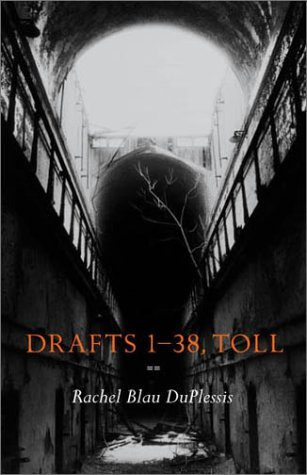 DRAFTS 1–38, TOLL
==
Rachel Blau DuPlessis